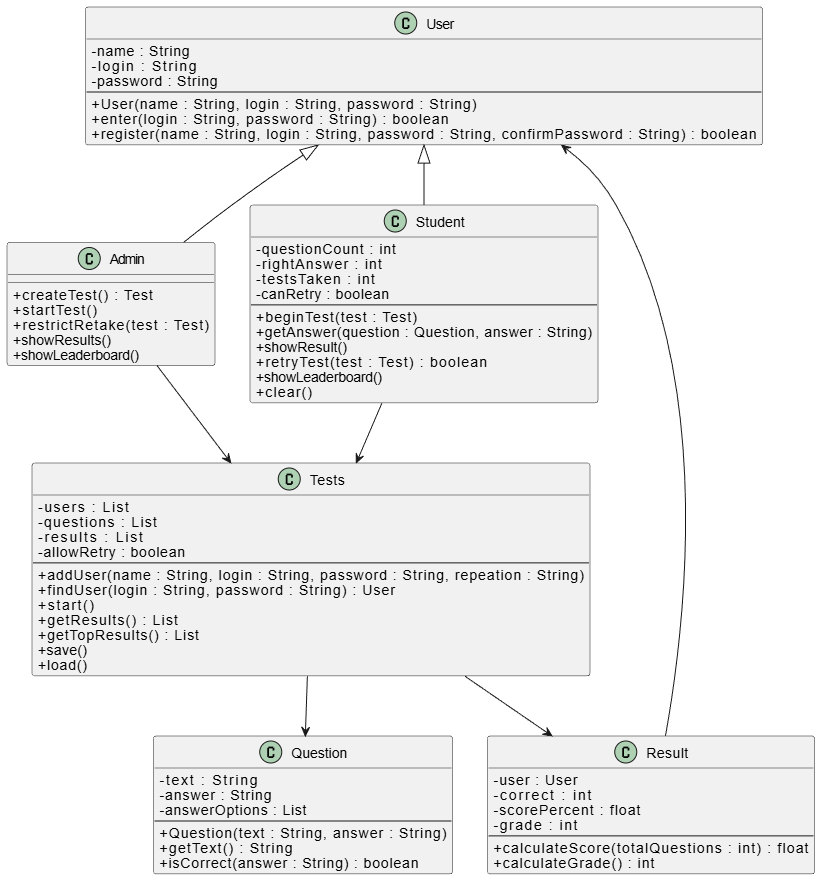 C User
-name : String
-login : String
-password : String
+User(name : String, login : String, password : String)
+enter(login : String, password : String) : boolean
+register(name : String, login : String, password : String, confirmPassword : String) : boolean
C Admin
+createTest() : Test
+startTest()
+restrictRetake(test : Test)
+showResults()
+showLeaderboard()
C Student
-questionCount : int
-rightAnswer : int
-testsTaken : int
-canRetry : boolean
+beginTest(test : Test)
+getAnswer(question : Question, answer : String)
+showResult()
+retryTest(test : Test) : boolean
+showLeaderboard()
+clear()
C Tests
-users : List
-questions : List
-results : List
-allowRetry : boolean
+addUser(name : String, login : String, password : String, repeation : String)
+findUser(login : String, password : String) : User
+start()
+getResults() : List
+getTopResults() : List
+save()
+load()
C Question
-text : String
-answer : String
-answerOptions : List
+Question(text : String, answer : String)
+getText() : String
+isCorrect(answer : String) : boolean
C Result
-user : User
-correct : int
-scorePercent : float
-grade : int
+calculateScore(totalQuestions : int) : float
+calculateGrade() : int